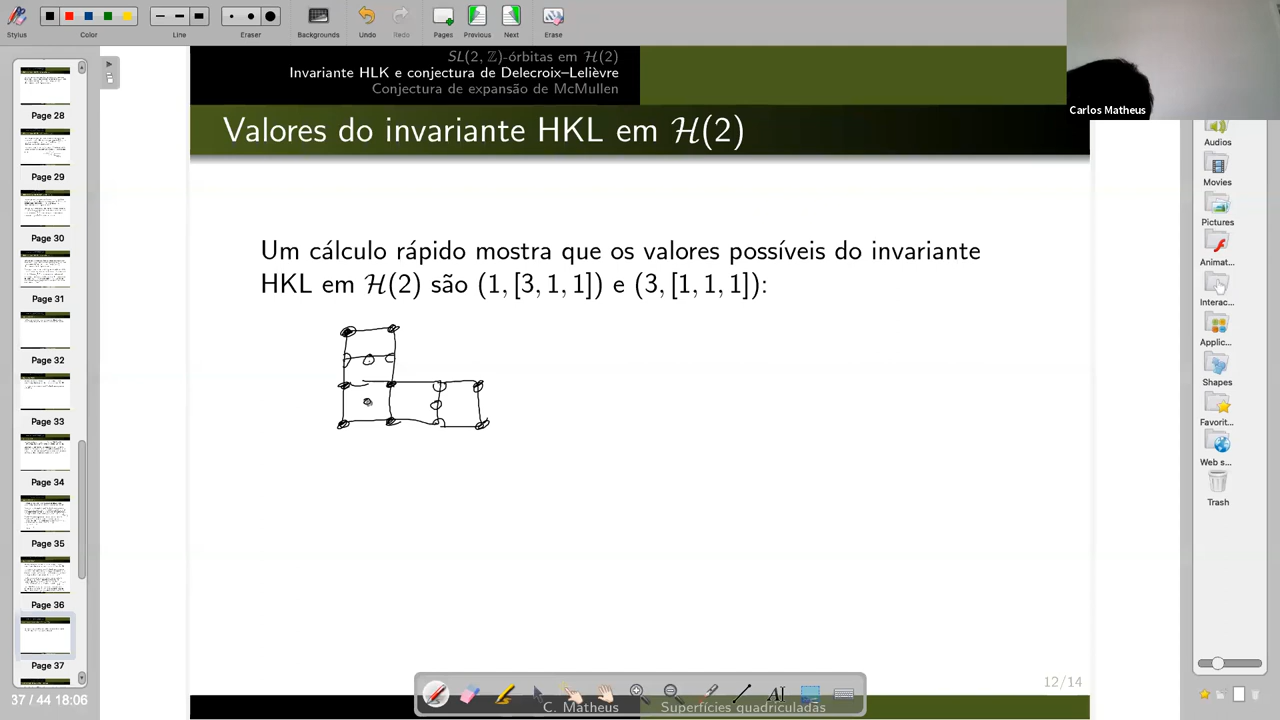 Stylus
Color
Line
Eraser
Backgrounds
Undo
Redo
Pages
Previous
Next
Erase
SL(2, ℤ)-órbitas em ℋ(2)
Invariante HLK e conjectura de Delecroix–Lelièvre
Conjectura de expansão de McMullen
Valores do invariante HKL em ℋ(2)
Um cálculo rápido mostra que os valores possíveis do invariante
HKL em ℋ(2) são (1, [3, 1, 1]) e (3, [1, 1, 1]):
12/14
C. Matheus
Superfícies quadriculadas
Page 28
Page 29
Page 30
Page 31
Page 32
Page 33
Page 34
Page 35
Page 36
Page 37
37 / 44 18:06
Carlos Matheus
Audios
Movies
Pictures
Animat...
Interac...
Applic...
Shapes
Favorit...
Web s...
Trash
AI